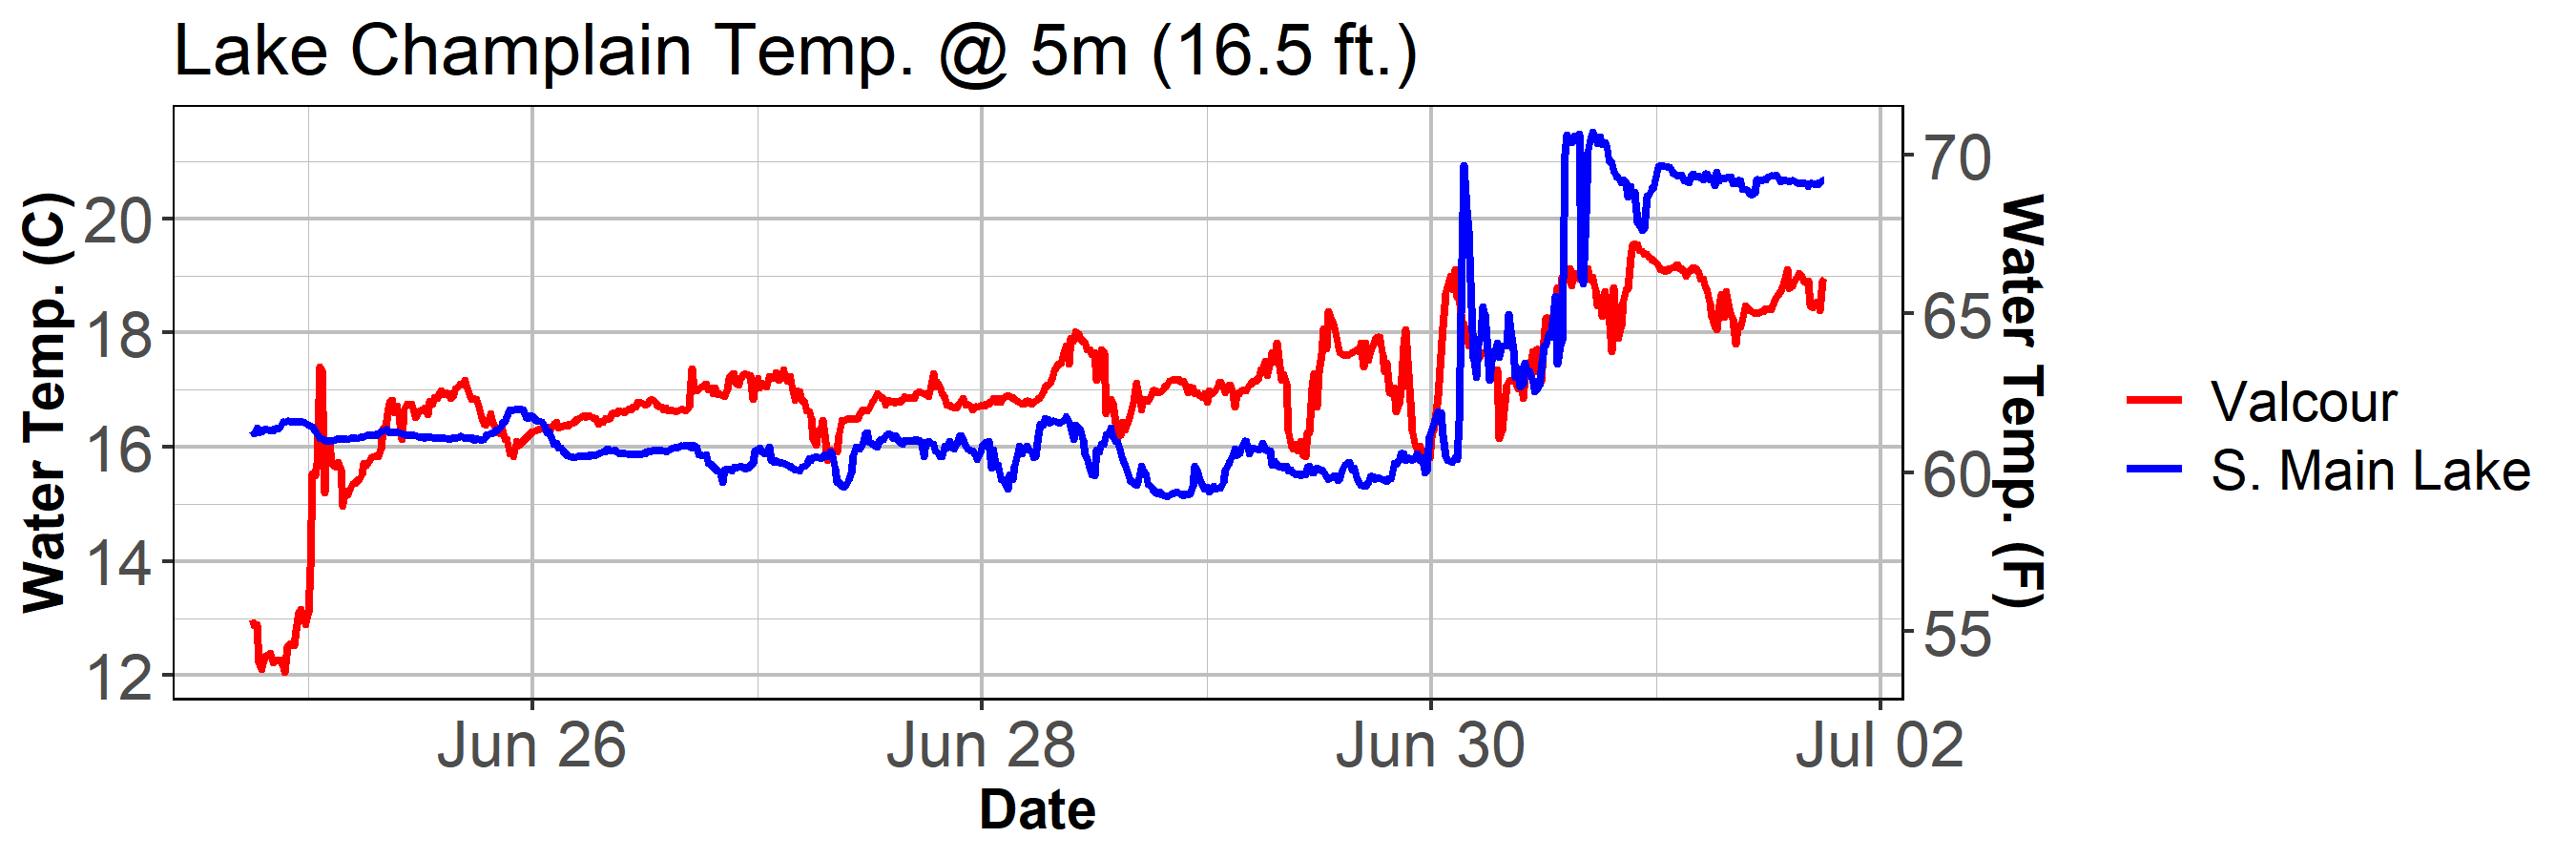 Lake Champlain Temp. @ 5m (16.5 ft.)
Water Temp. (C)
20
18
16
14
12
70
65
60
55
Water Temp. (F)
Jun 26
Jun 28
Jun 30
Jul 02
Date
Valcour
S. Main Lake